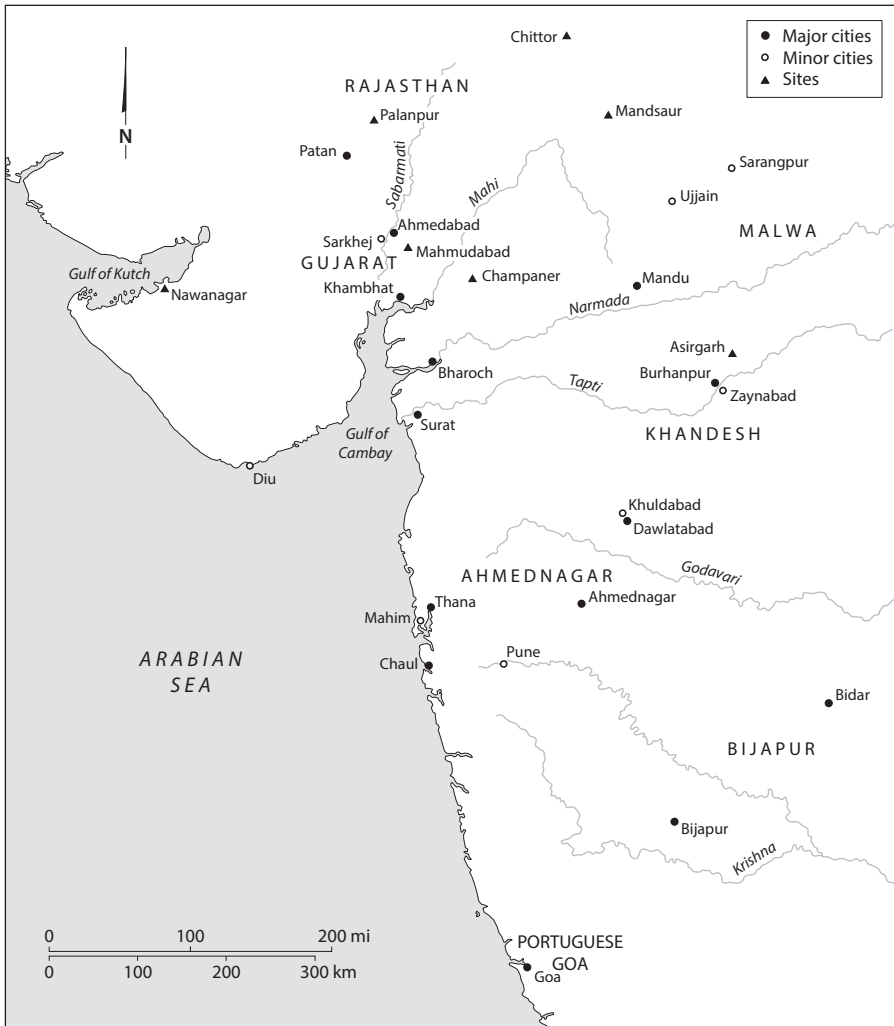 Chittor
Major cities
Minor cities
Sites
RAJASTHAN
Palanpur
Mandsaur
N
Patan
Sarangpur
Sabarmati
Mahi
Ujjain
Ahmedabad
Sarkhej
Mahmudabad
MALWA
GUJARAT
Gulf of Kutch
Champaner
Mandu
Nawanagar
Khambhat
Narmada
Asirgarh
Bharoch
Burhanpur
Tapti
Zaynabad
Surat
Gulf of
Cambay
KHANDESH
Diu
Khuldabad
Dawlatabad
Godavari
AHMEDNAGAR
Thana
Ahmednagar
Mahim
Pune
ARABIAN
SEA
Chaul
Bidar
BIJAPUR
Bijapur
Krishna
0 100 200 mi
0 100 200 300 km
PORTUGUESE
GOA
Goa